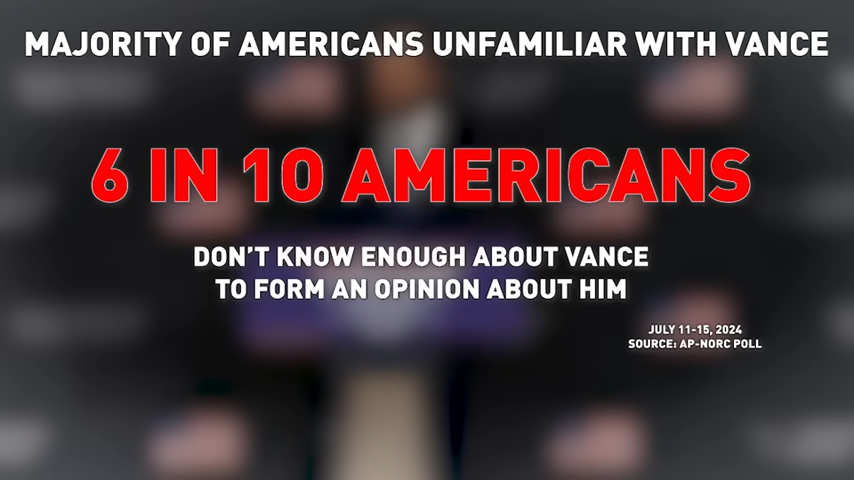 MAJORITY OF AMERICANS UNFAMILIAR WITH VANCE
6 IN 10 AMERICANS
DON'T KNOW ENOUGH ABOUT VANCE
TO FORM AN OPINION ABOUT HIM
JULY 11-15, 2024
SOURCE: AP-NORC POLL